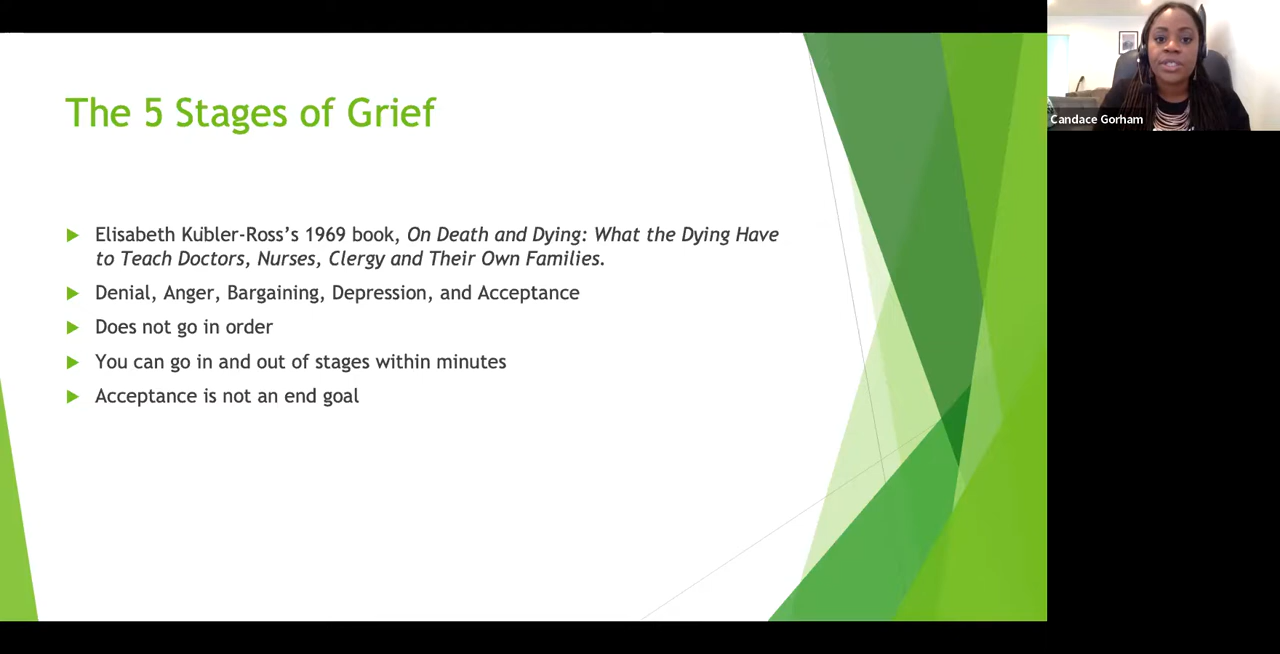 The 5 Stages of Grief
Elisabeth Kübler-Ross’s 1969 book, On Death and Dying: What the Dying Have
to Teach Doctors, Nurses, Clergy and Their Own Families.
Denial, Anger, Bargaining, Depression, and Acceptance
Does not go in order
You can go in and out of stages within minutes
Acceptance is not an end goal
Candace Gorham